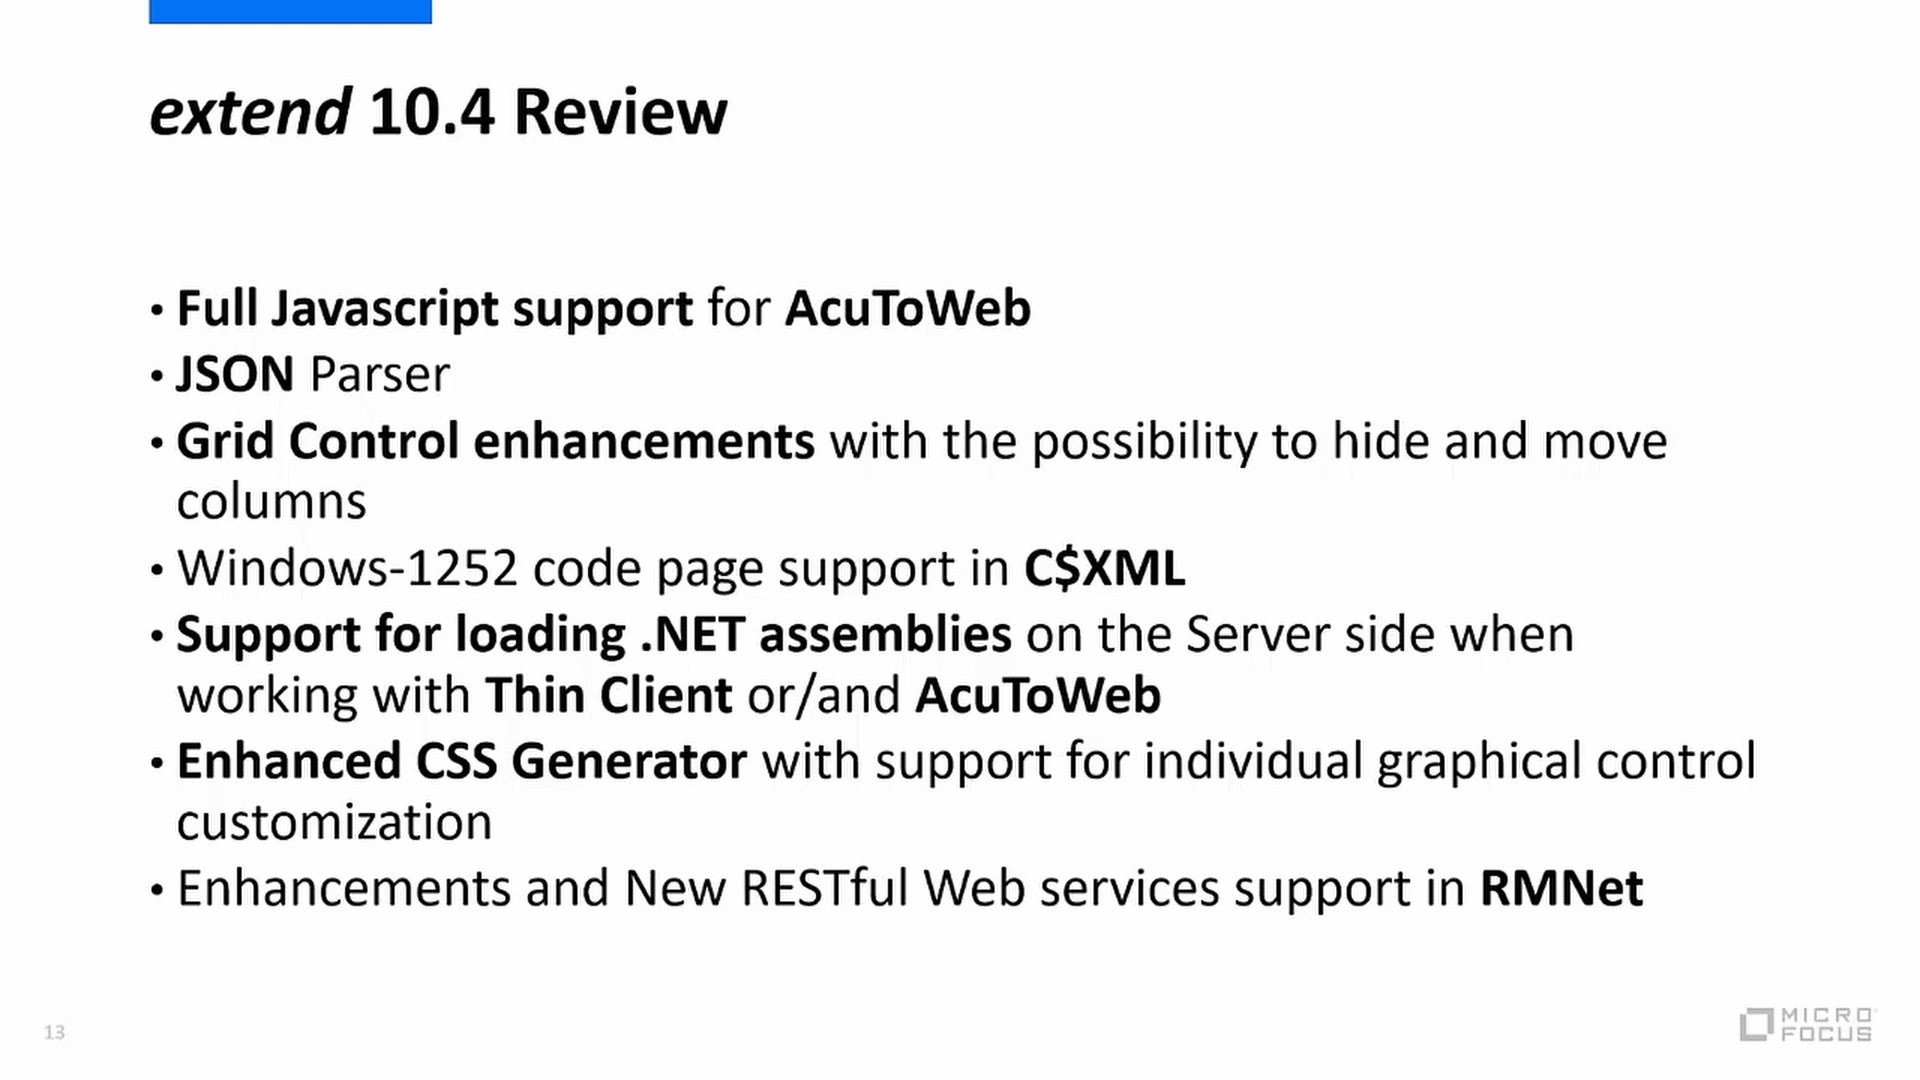 extend 10.4 Review
• Full Javascript support for AcuToWeb
• JSON Parser
• Grid Control enhancements with the possibility to hide and move
columns
• Windows-1252 code page support in C$XML
• Support for loading .NET assemblies on the Server side when
working with Thin Client or/and AcuToWeb
• Enhanced CSS Generator with support for individual graphical control
customization
• Enhancements and New RESTful Web services support in RMNet
13
MICRO
FOCUS